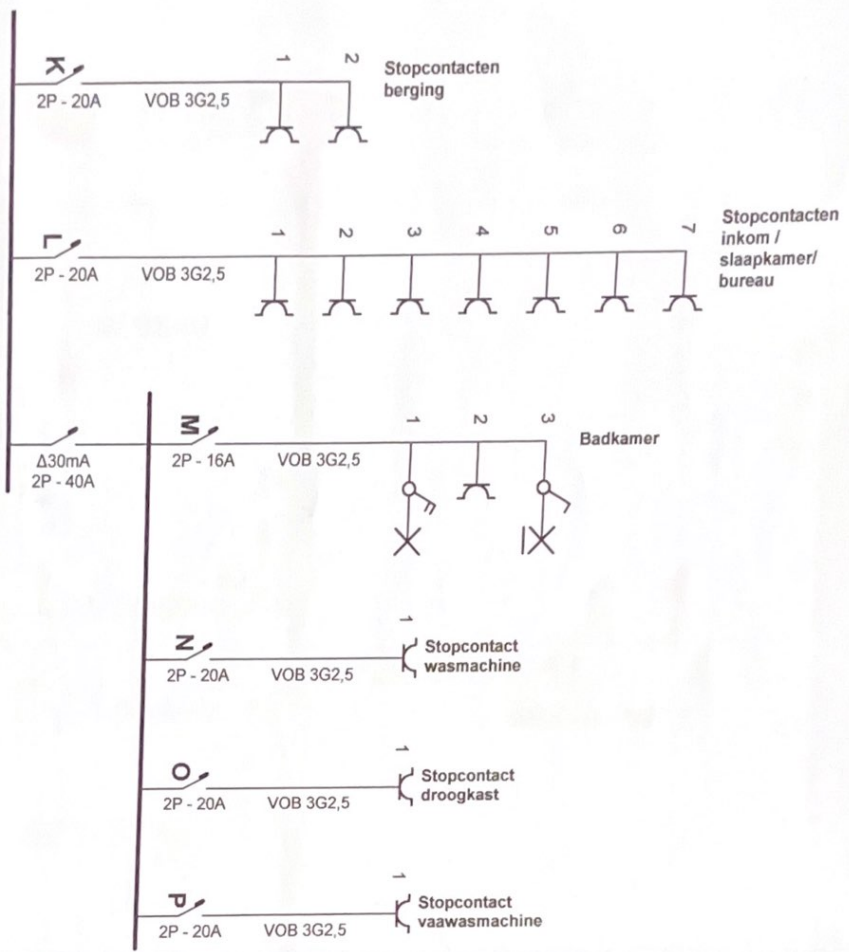 K
1
2
Stopcontacten
berging
2P - 20A
VOB 3G2,5
L
1
2
3
4
5
6
7
Stopcontacten
inkom /
slaapkamer/
bureau
2P - 20A
VOB 3G2,5
Δ30mA
2P - 40A
M
1
2
3
Badkamer
2P - 16A
VOB 3G2,5
N
1
Stopcontact
wasmachine
2P - 20A
VOB 3G2,5
O
1
Stopcontact
droogkast
2P - 20A
VOB 3G2,5
P
1
Stopcontact
vaawasmachine
2P - 20A
VOB 3G2,5